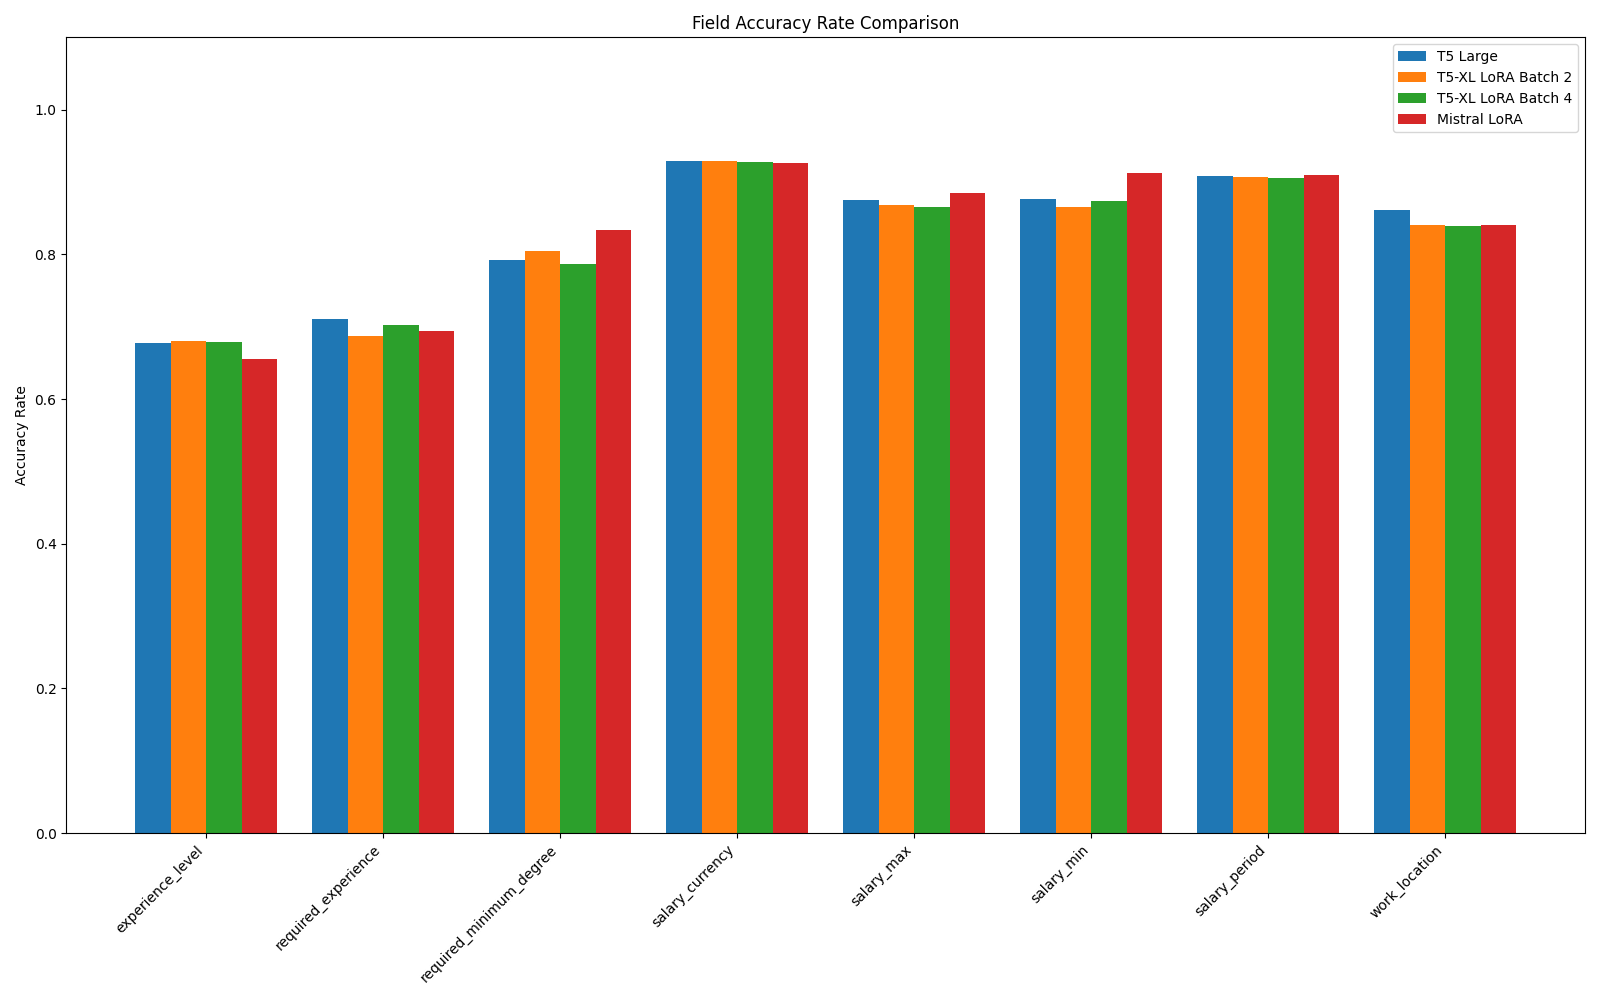 Field Accuracy Rate Comparison
T5 Large
T5-XL LoRA Batch 2
T5-XL LoRA Batch 4
Mistral LoRA
Accuracy Rate
1.0
0.8
0.6
0.4
0.2
0.0
experience_level
required_experience
required_minimum_degree
salary_currency
salary_max
salary_min
salary_period
work_location